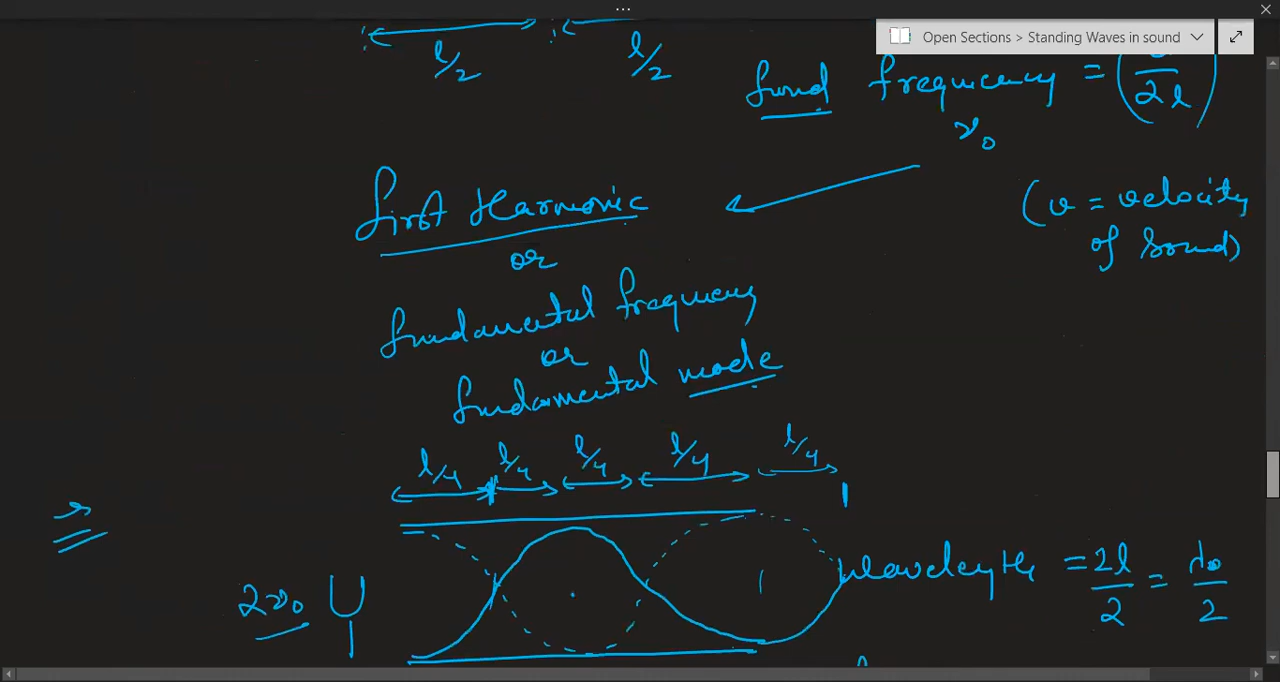 ...
Open Sections > Standing Waves in sound
l/2 l/2
fund frequency = (v/2l)
ν₀
(v = velocity
of sound)
First Harmonic
or
fundamental frequency
or
fundamental mode
l/4 l/4 l/4 l/4 l/4
wavelength = 2l/2 = λ₀/2
2ν₀